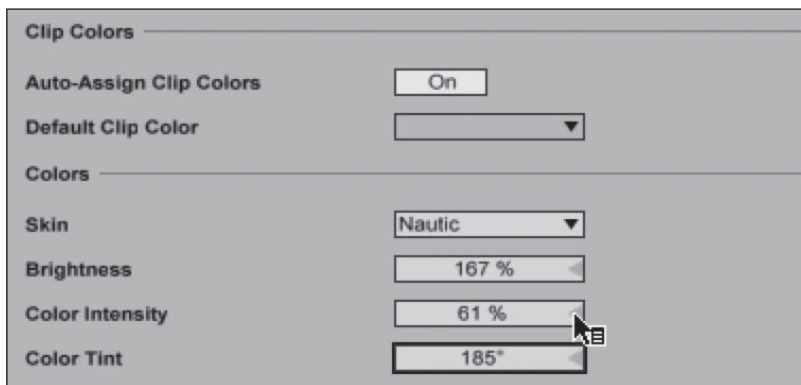 Clip Colors
Auto-Assign Clip Colors On
Default Clip Color
Colors
Skin Nautic
Brightness 167 %
Color Intensity 61 %
Color Tint 185°